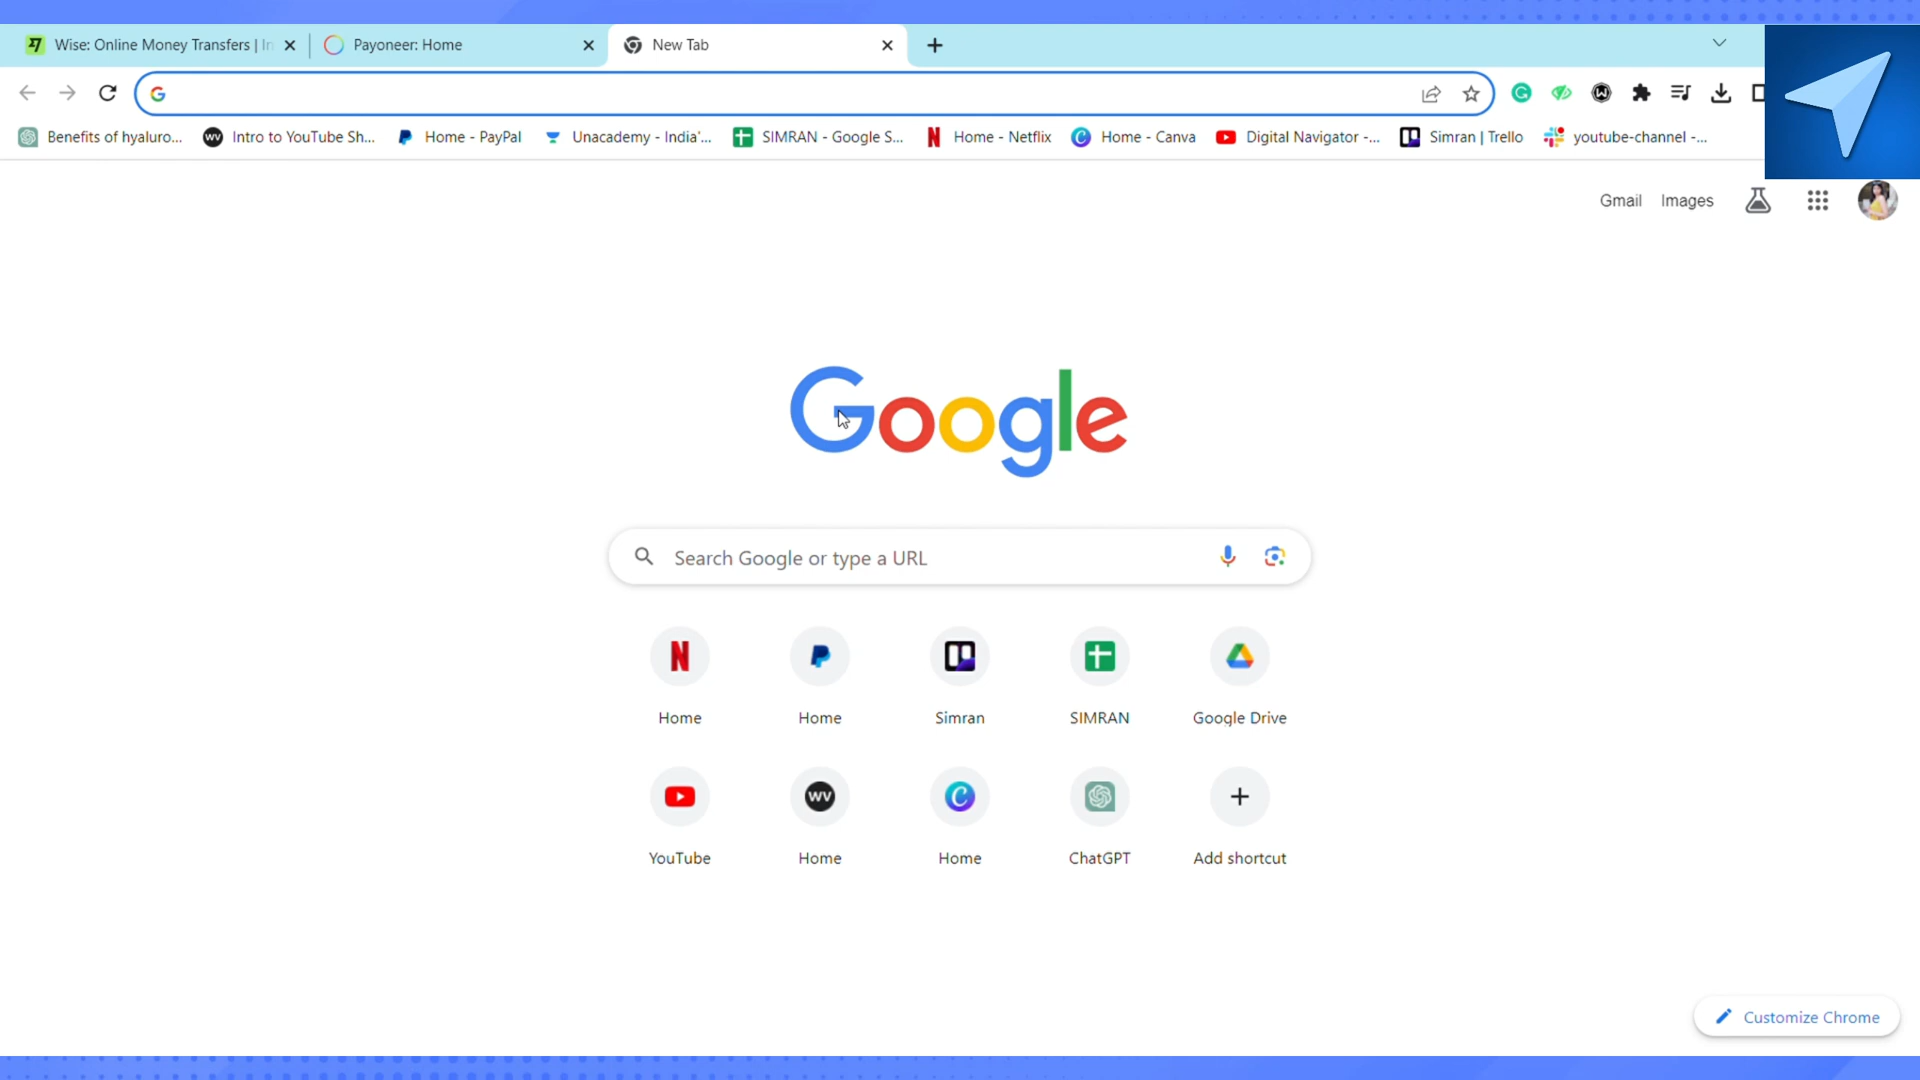 Wise: Online Money Transfers | In
Payoneer: Home
New Tab
Benefits of hyaluro...
Intro to YouTube Sh...
Home - PayPal
Unacademy - India'...
SIMRAN - Google S...
Home - Netflix
Home - Canva
Digital Navigator -...
Simran | Trello
youtube-channel -...
Gmail
Images
Google
Search Google or type a URL
Home
Home
Simran
SIMRAN
Google Drive
WV
YouTube
Home
Home
ChatGPT
Add shortcut
Customize Chrome